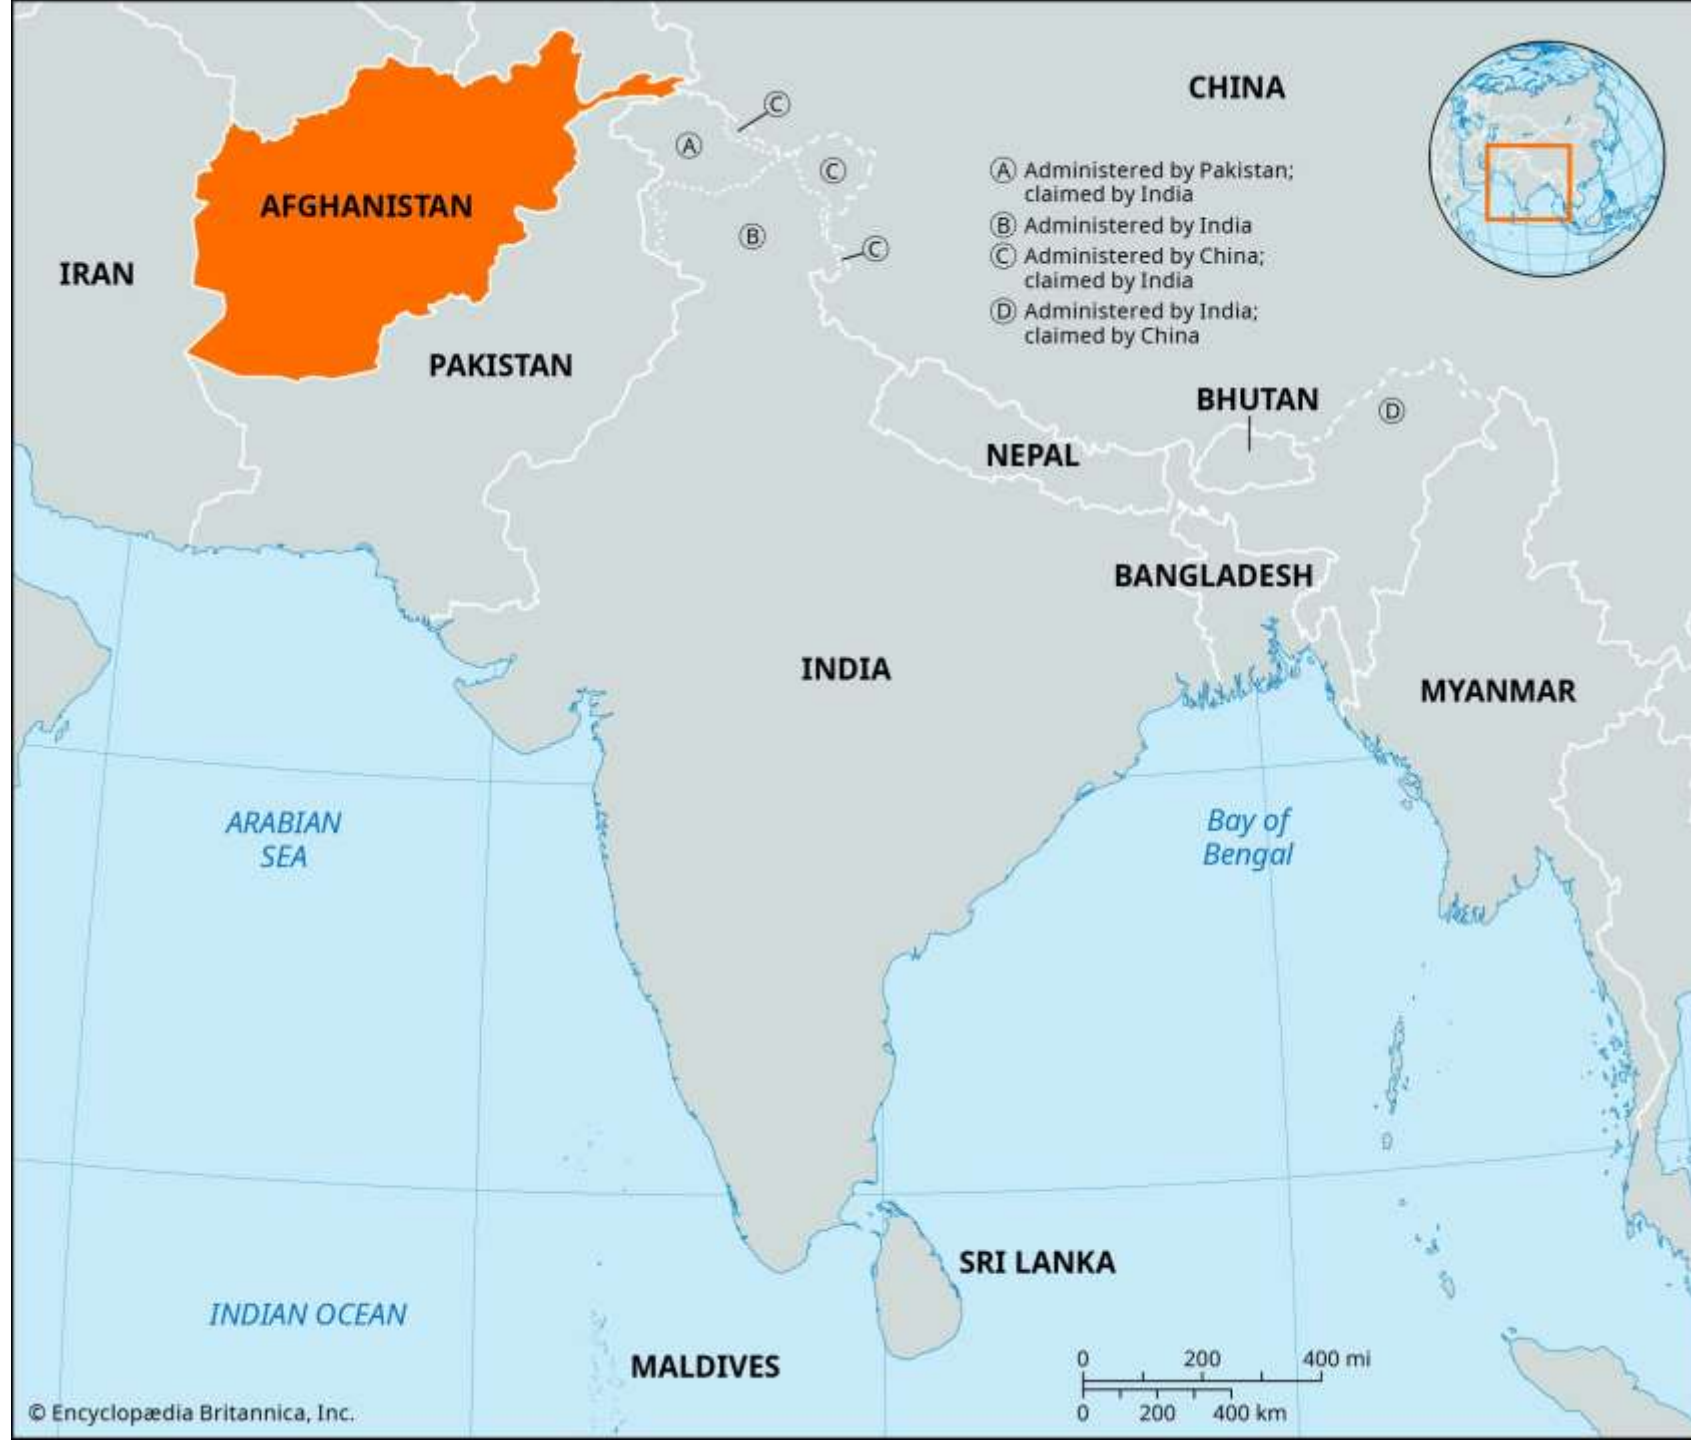 CHINA
Ⓒ
Ⓐ
Ⓒ
Ⓐ Administered by Pakistan;
claimed by India
AFGHANISTAN
Ⓑ
Ⓑ Administered by India
Ⓒ
Ⓒ Administered by China;
claimed by India
IRAN
Ⓓ Administered by India;
claimed by China
PAKISTAN
BHUTAN
Ⓓ
NEPAL
BANGLADESH
INDIA
MYANMAR
ARABIAN
SEA
Bay of
Bengal
SRI LANKA
INDIAN OCEAN
MALDIVES
0 200 400 mi
0 200 400 km
© Encyclopædia Britannica, Inc.